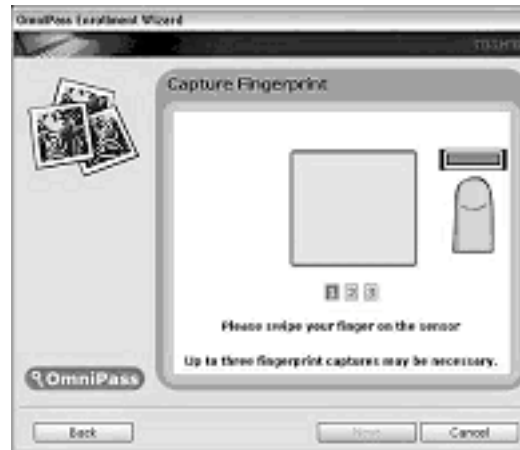 OmniPass Enrollment Wizard
Capture Fingerprint
1 2 3
Please swipe your finger on the sensor
Up to three fingerprint captures may be necessary.
OmniPass
Back
Next
Cancel